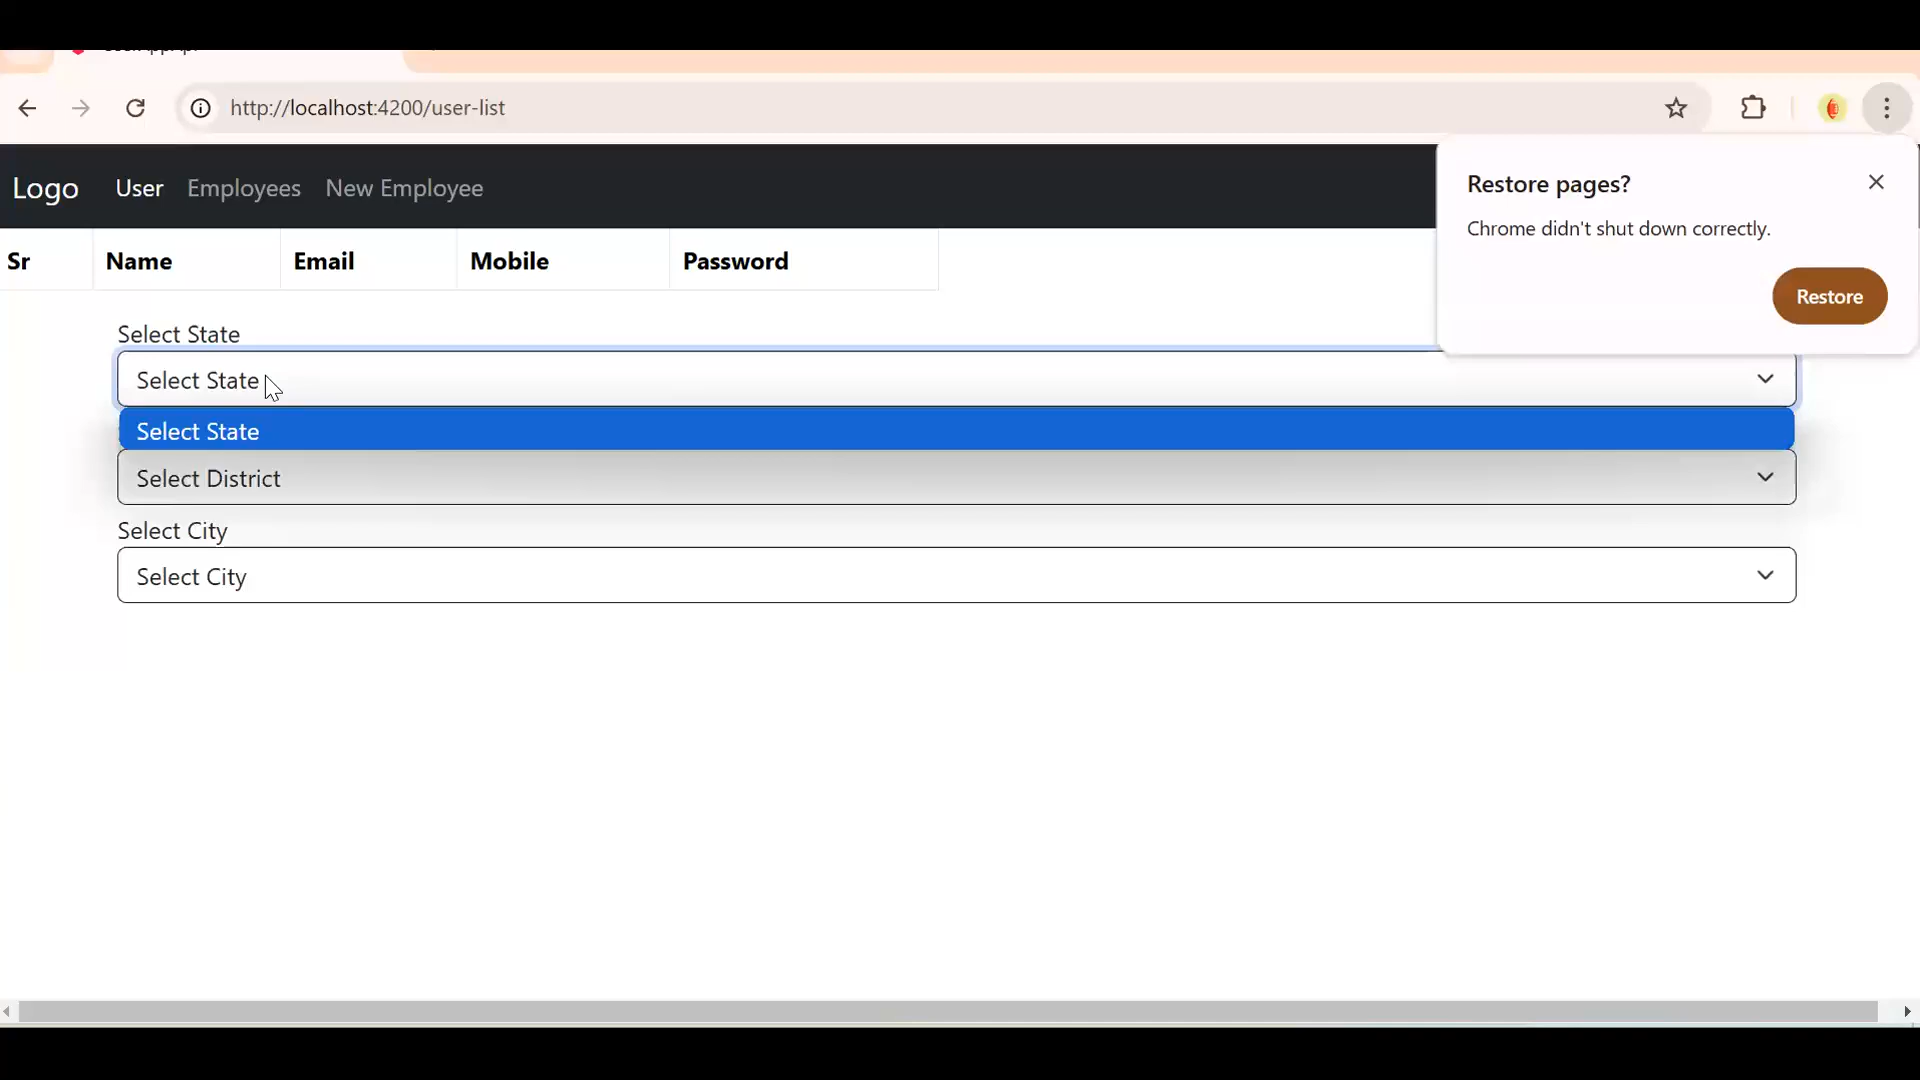 http://localhost:4200/user-list
Restore pages?
Chrome didn't shut down correctly.
Restore
Logo User Employees New Employee
Sr Name Email Mobile Password
Select State
Select State
Select State
Select District
Select City
Select City